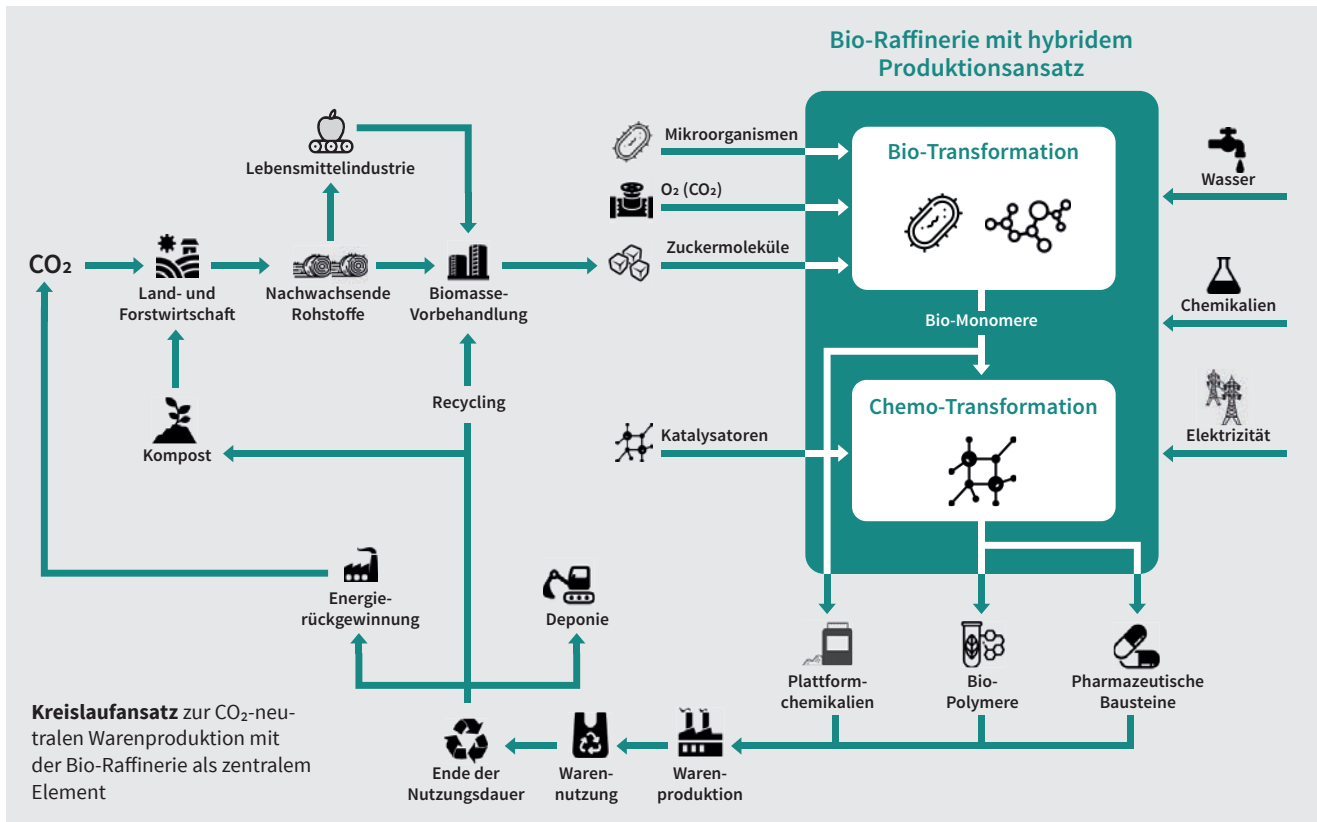 Bio-Raffinerie mit hybridem
Produktionsansatz
Lebensmittelindustrie
Mikroorganismen
O₂ (CO₂)
Zuckermoleküle
Bio-Transformation
Wasser
CO₂
Land- und
Forstwirtschaft
Nachwachsende
Rohstoffe
Biomasse-
Vorbehandlung
Bio-Monomere
Chemikalien
Recycling
Kompost
Katalysatoren
Chemo-Transformation
Elektrizität
Energie-
rückgewinnung
Deponie
Plattform-
chemikalien
Bio-
Polymere
Pharmazeutische
Bausteine
Kreislaufansatz zur CO₂-neu-
tralen Warenproduktion mit
der Bio-Raffinerie als zentralem
Element
Ende der
Nutzungsdauer
Waren-
nutzung
Waren-
produktion